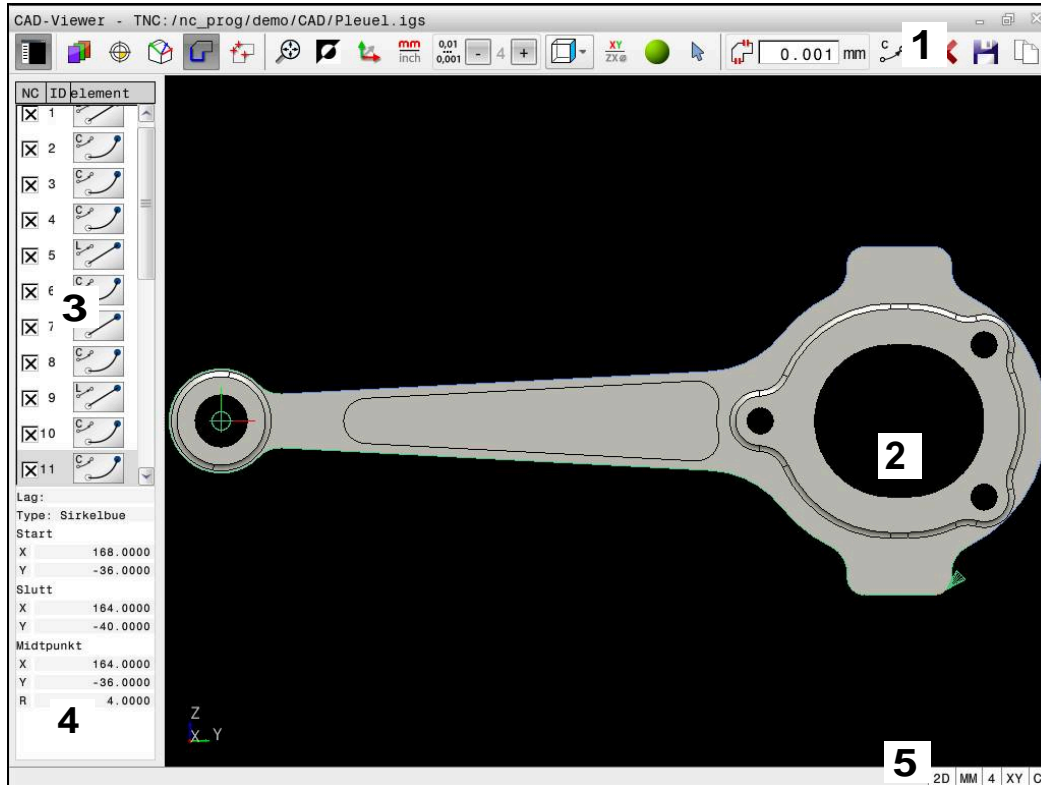 CAD-Viewer - TNC:/nc_prog/demo/CAD/Pleuel.igs
mm
inch
0,01
...
0,001
- 4 +
XY
ZXø
0.001 mm
C
1
NC ID element
1
2 C
3 C
4 C
5 L
6 C
3
7
8 C
9 L
10 C
11 C
Lag:
Type: Sirkelbue
Start
X 168.0000
Y -36.0000
Slutt
X 164.0000
Y -40.0000
Midtpunkt
X 164.0000
Y -36.0000
R 4.0000
4
2
Z
X Y
5
2D MM 4 XY C